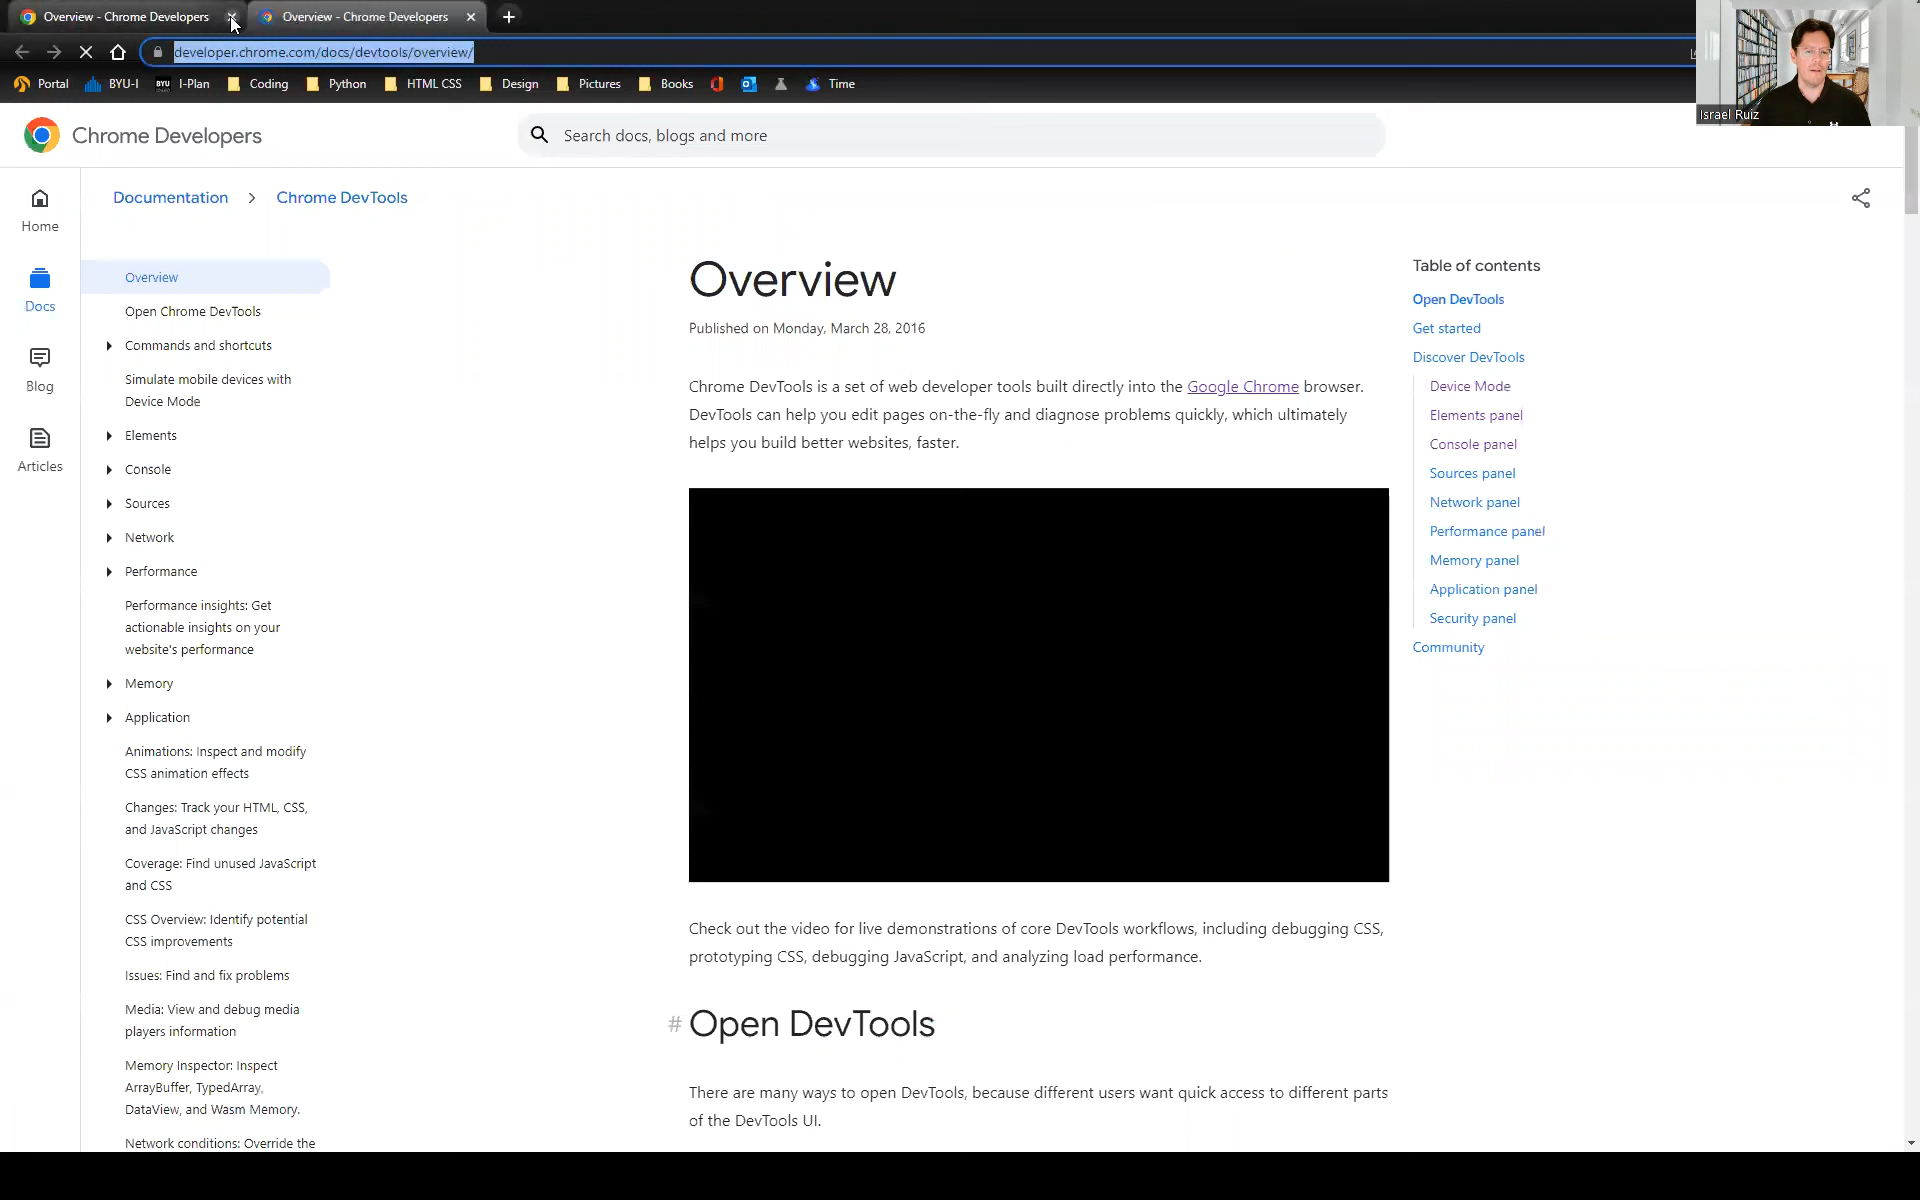 Overview - Chrome Developers
Overview - Chrome Developers
developer.chrome.com/docs/devtools/overview/
Portal
BYU-I
BYU
I-Plan
Coding
Python
HTML CSS
Design
Pictures
Books
Time
Israel Ruiz
Chrome Developers
Search docs, blogs and more
Home
Docs
Blog
Articles
Documentation
Chrome DevTools
Overview
Open Chrome DevTools
Commands and shortcuts
Simulate mobile devices with
Device Mode
Elements
Console
Sources
Network
Performance
Performance insights: Get
actionable insights on your
website's performance
Memory
Application
Animations: Inspect and modify
CSS animation effects
Changes: Track your HTML, CSS,
and JavaScript changes
Coverage: Find unused JavaScript
and CSS
CSS Overview: Identify potential
CSS improvements
Issues: Find and fix problems
Media: View and debug media
players information
Memory Inspector: Inspect
ArrayBuffer, TypedArray,
DataView, and Wasm Memory.
Network conditions: Override the
Overview
Published on Monday, March 28, 2016
Chrome DevTools is a set of web developer tools built directly into the Google Chrome browser.
DevTools can help you edit pages on-the-fly and diagnose problems quickly, which ultimately
helps you build better websites, faster.
Check out the video for live demonstrations of core DevTools workflows, including debugging CSS,
prototyping CSS, debugging JavaScript, and analyzing load performance.
# Open DevTools
There are many ways to open DevTools, because different users want quick access to different parts
of the DevTools UI.
Table of contents
Open DevTools
Get started
Discover DevTools
Device Mode
Elements panel
Console panel
Sources panel
Network panel
Performance panel
Memory panel
Application panel
Security panel
Community